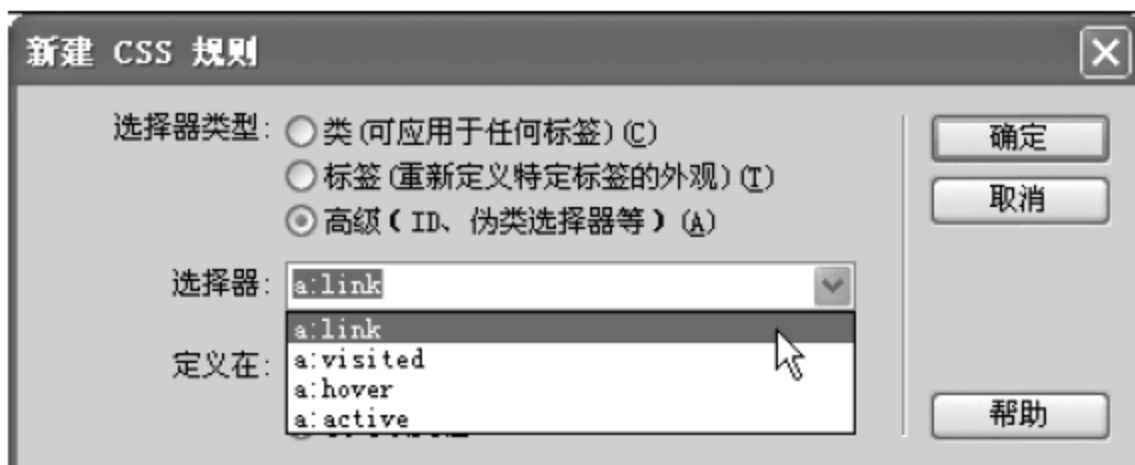 新建 CSS 规则
选择器类型: 类(可应用于任何标签)(C) 确定
标签(重新定义特定标签的外观)(T)
取消
高级( ID、伪类选择器等 )(A)
选择器: a:link
a:link
定义在: a:visited
a:hover
a:active 帮助